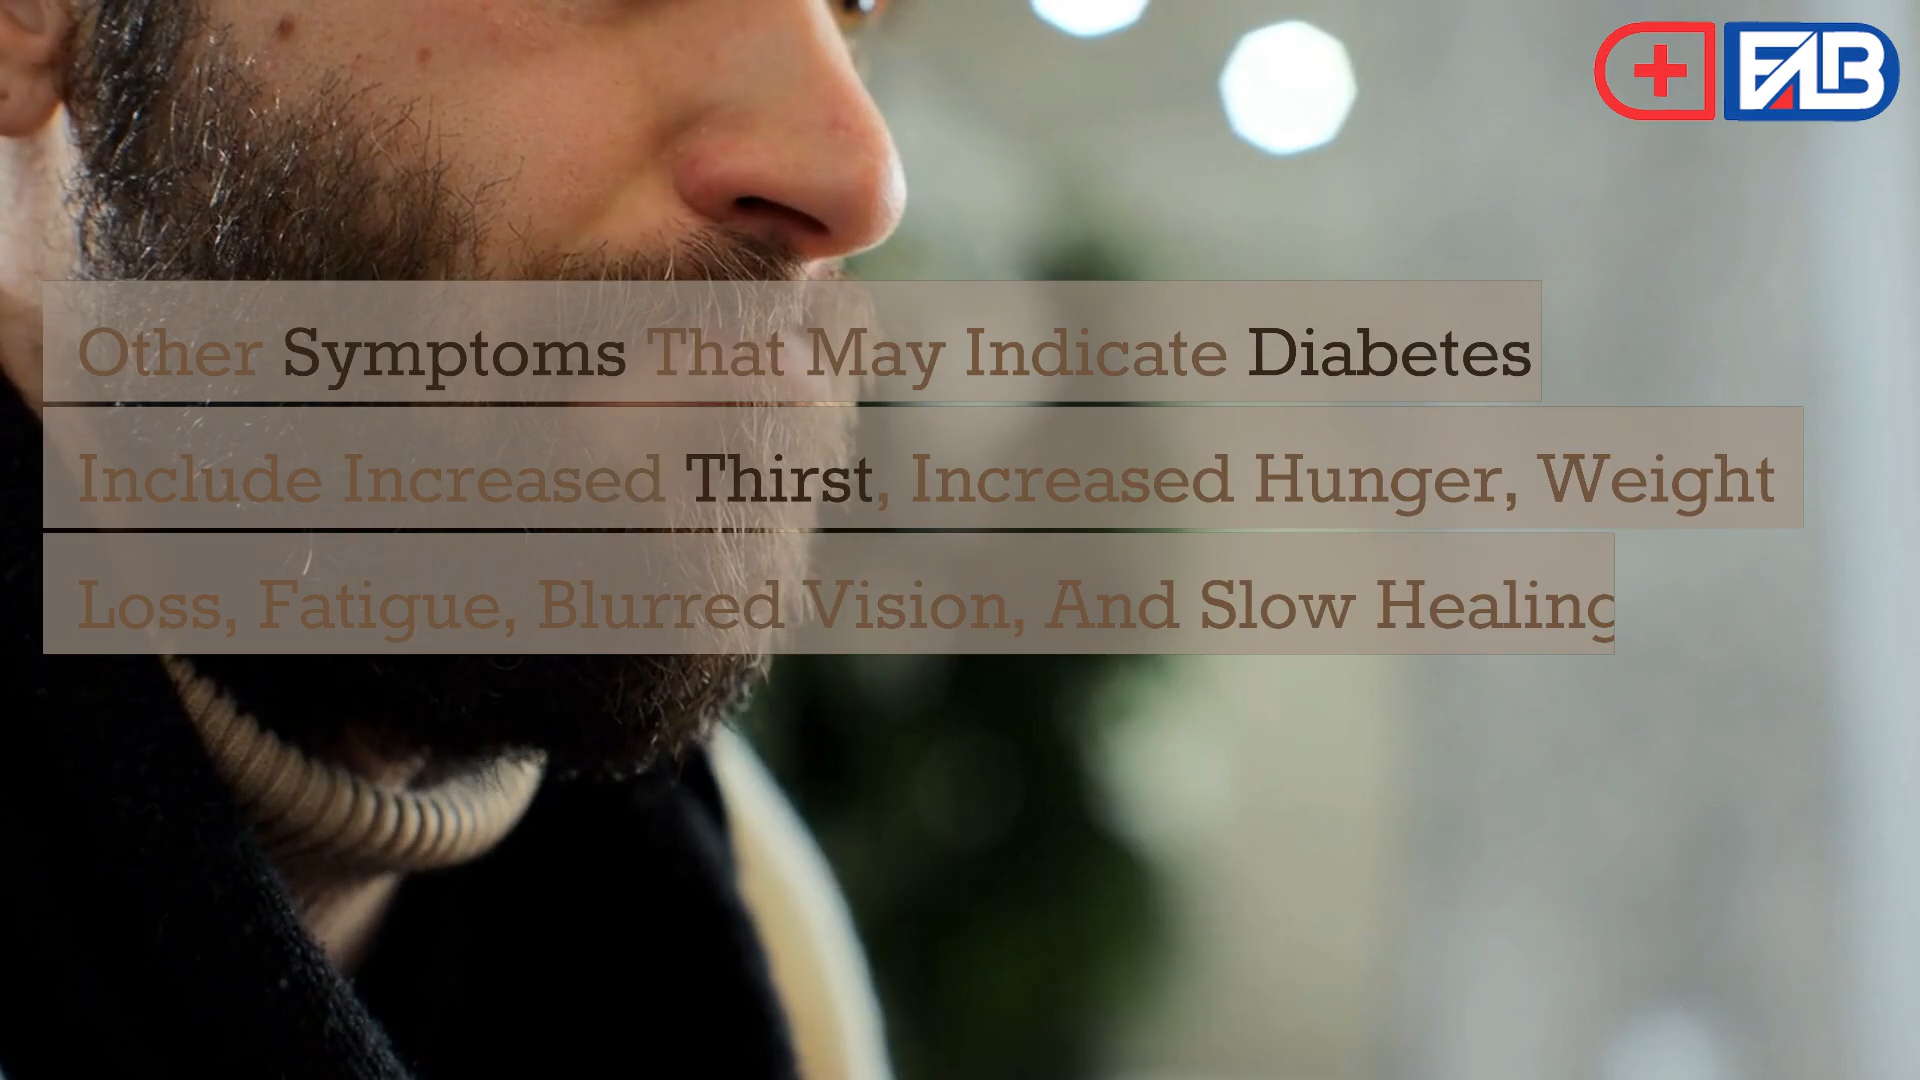 FAB
Other Symptoms That May Indicate Diabetes
Include Increased Thirst, Increased Hunger, Weight
Loss, Fatigue, Blurred Vision, And Slow Healing